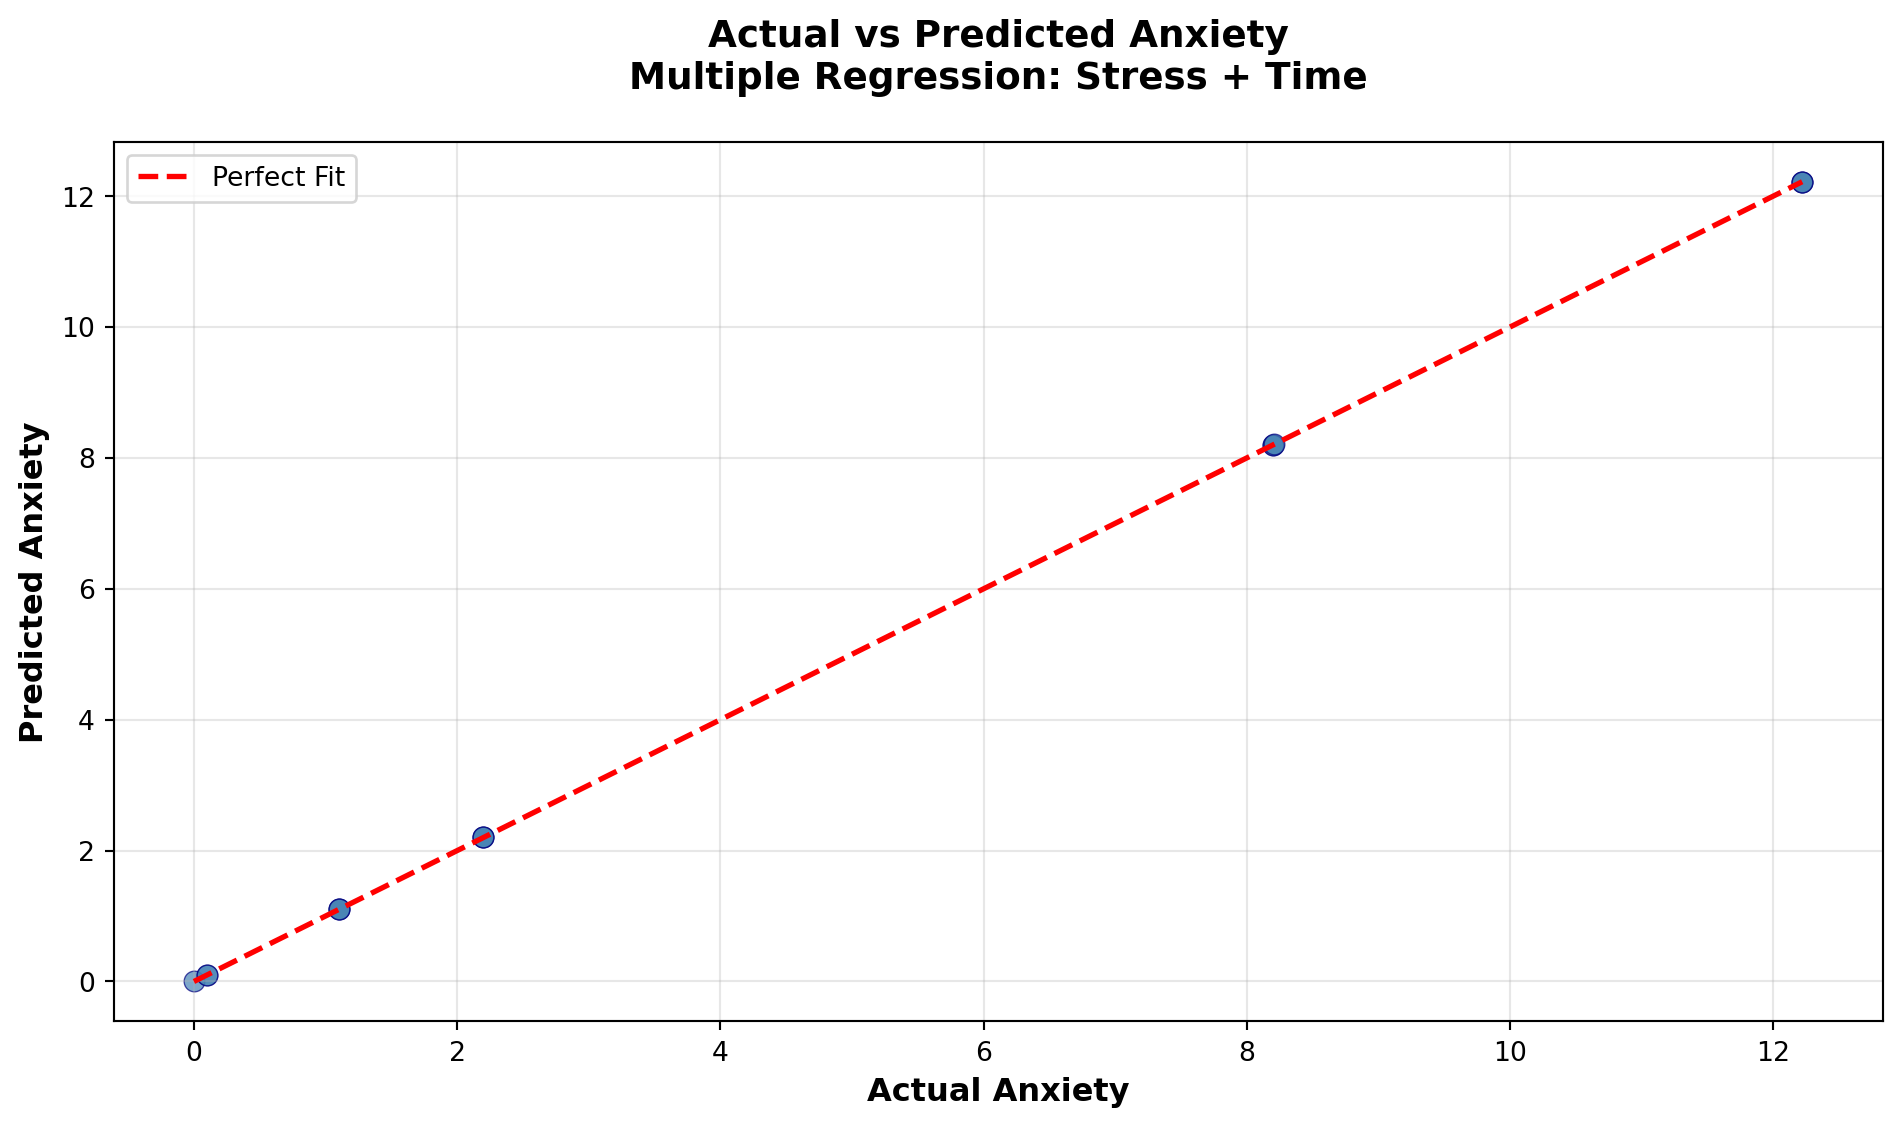 Actual vs Predicted Anxiety
Multiple Regression: Stress + Time
Perfect Fit
12
10
8
6
4
2
0
Predicted Anxiety
0 2 4 6 8 10 12
Actual Anxiety